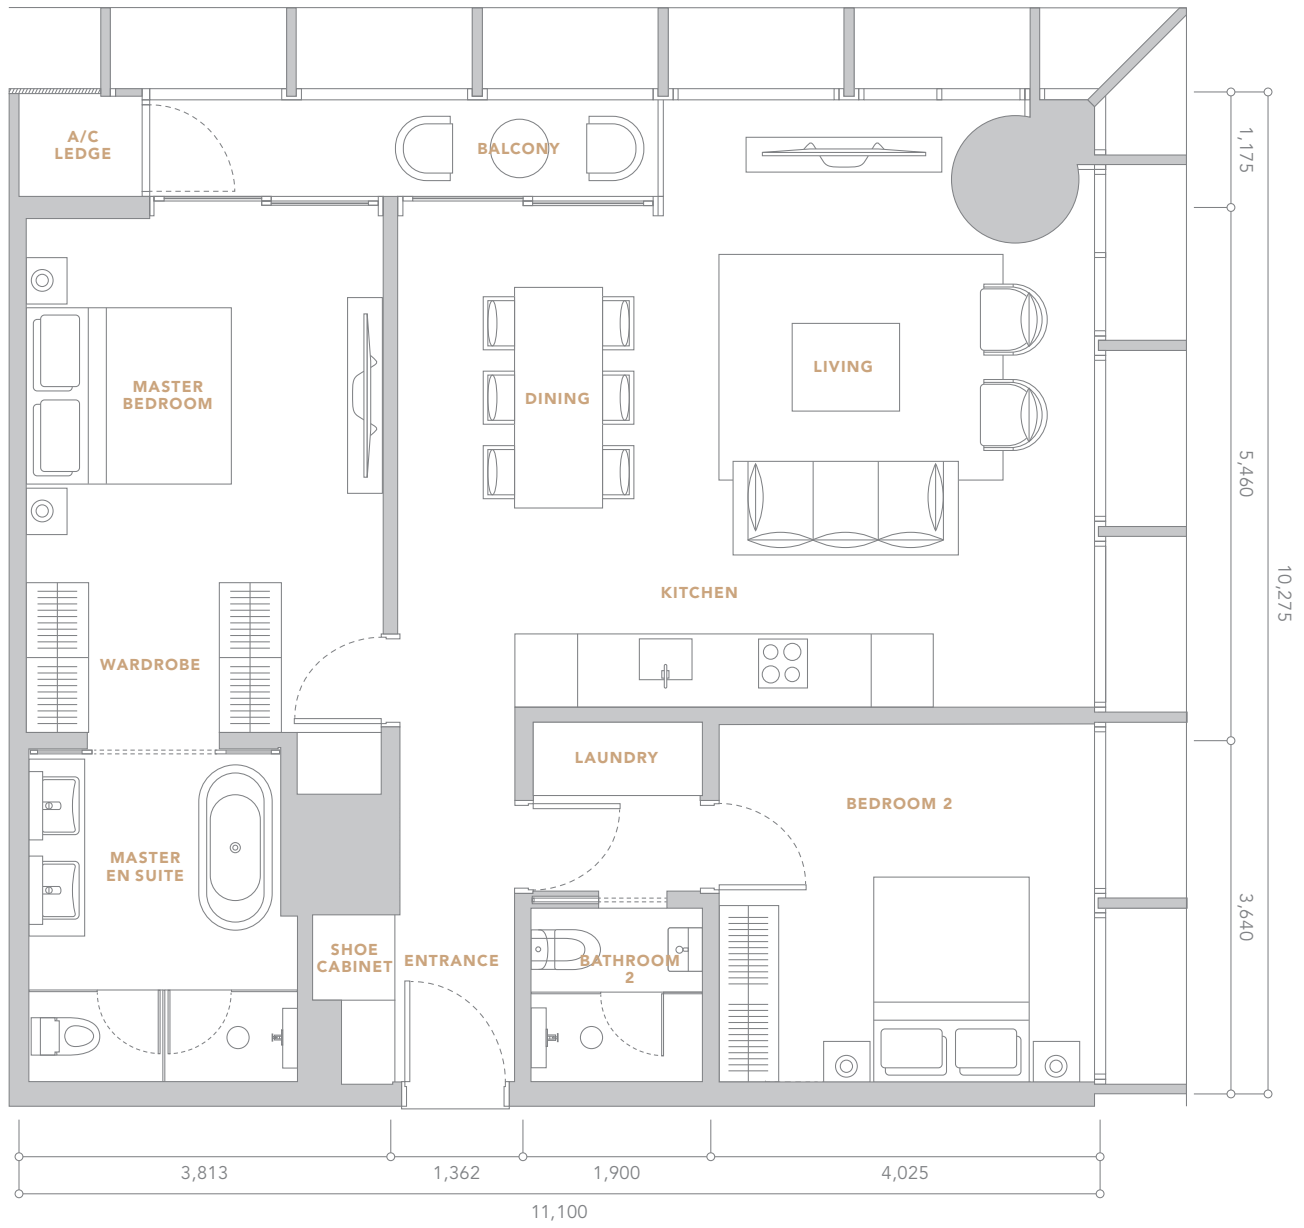 A/C
LEDGE
BALCONY
1,175
MASTER
BEDROOM
DINING
LIVING
5,460
10,275
KITCHEN
WARDROBE
LAUNDRY
BEDROOM 2
MASTER
EN SUITE
3,640
SHOE
CABINET
ENTRANCE
BATHROOM
2
3,813
1,362
1,900
4,025
11,100